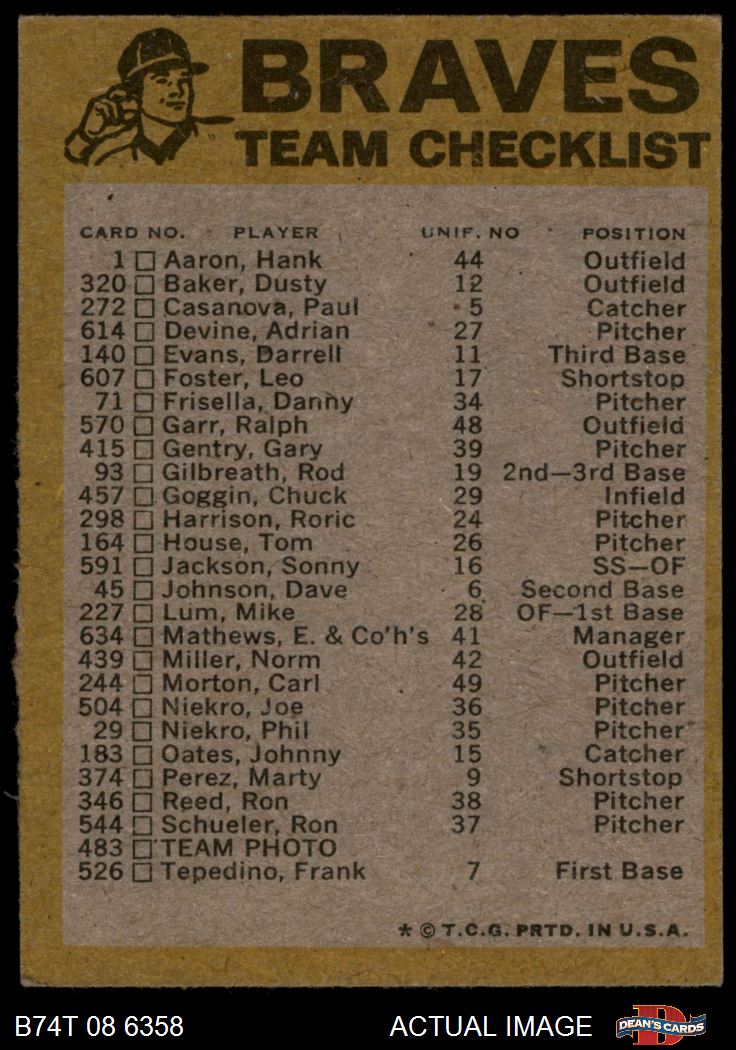 BRAVES
TEAM CHECKLIST
CARD NO. PLAYER UNIF. NO POSITION
1 Aaron, Hank 44 Outfield
320 Baker, Dusty 12 Outfield
272 Casanova, Paul 5 Catcher
614 Devine, Adrian 27 Pitcher
140 Evans, Darrell 11 Third Base
607 Foster, Leo 17 Shortstop
71 Frisella, Danny 34 Pitcher
570 Garr, Ralph 48 Outfield
415 Gentry, Gary 39 Pitcher
93 Gilbreath, Rod 19 2nd—3rd Base
457 Goggin, Chuck 29 Infield
298 Harrison, Roric 24 Pitcher
164 House, Tom 26 Pitcher
591 Jackson, Sonny 16 SS—OF
45 Johnson, Dave 6 Second Base
227 Lum, Mike 28 OF—1st Base
634 Mathews, E. & Co'h's 41 Manager
439 Miller, Norm 42 Outfield
244 Morton, Carl 49 Pitcher
504 Niekro, Joe 36 Pitcher
29 Niekro, Phil 35 Pitcher
183 Oates, Johnny 15 Catcher
374 Perez, Marty 9 Shortstop
346 Reed, Ron 38 Pitcher
544 Schueler, Ron 37 Pitcher
483 TEAM PHOTO
526 Tepedino, Frank 7 First Base
* © T.C.G. PRTD. IN U.S.A.
B74T 08 6358 ACTUAL IMAGE D DEAN'S CARDS